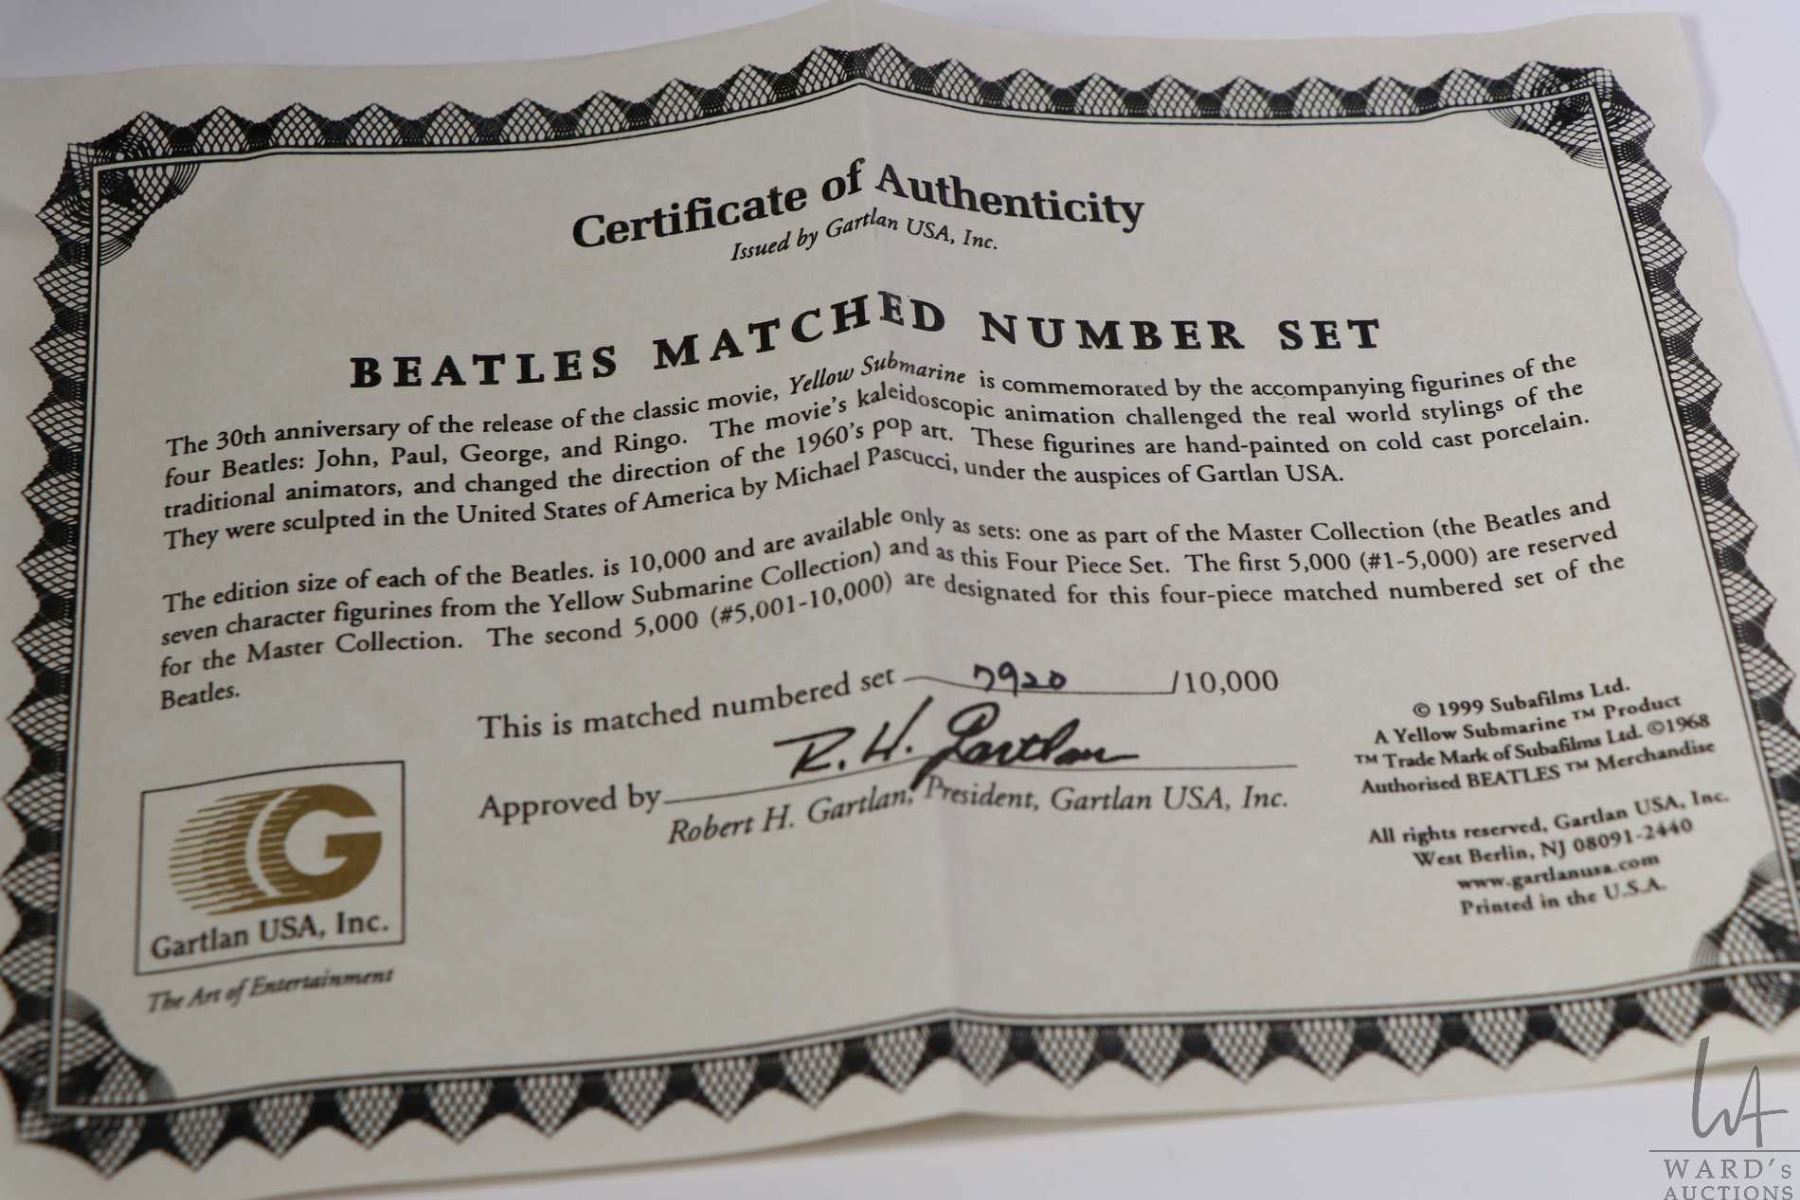 Certificate of Authenticity
Issued by Gartlan USA, Inc.
BEATLES MATCHED NUMBER SET
The 30th anniversary of the release of the classic movie, Yellow Submarine is commemorated by the accompanying figurines of the
four Beatles: John, Paul, George, and Ringo. The movie's kaleidoscopic animation challenged the real world stylings of the
traditional animators, and changed the direction of the 1960's pop art. These figurines are hand-painted on cold cast porcelain.
They were sculpted in the United States of America by Michael Pascucci, under the auspices of Gartlan USA.
The edition size of each of the Beatles. is 10,000 and are available only as sets: one as part of the Master Collection (the Beatles and
seven character figurines from the Yellow Submarine Collection) and as this Four Piece Set. The first 5,000 (#1-5,000) are reserved
for the Master Collection. The second 5,000 (#5,001-10,000) are designated for this four-piece matched numbered set of the
Beatles.
This is matched numbered set 7920 /10,000
R. H. Gartlan
Approved by
Robert H. Gartlan, President, Gartlan USA, Inc.
© 1999 Subafilms Ltd.
A Yellow Submarine ™ Product
™ Trade Mark of Subafilms Ltd. ©1968
Authorised BEATLES ™ Merchandise
All rights reserved, Gartlan USA, Inc.
West Berlin, NJ 08091-2440
www.gartlanusa.com
Printed in the U.S.A.
G
Gartlan USA, Inc.
The Art of Entertainment
WA
WARD's
AUCTIONS